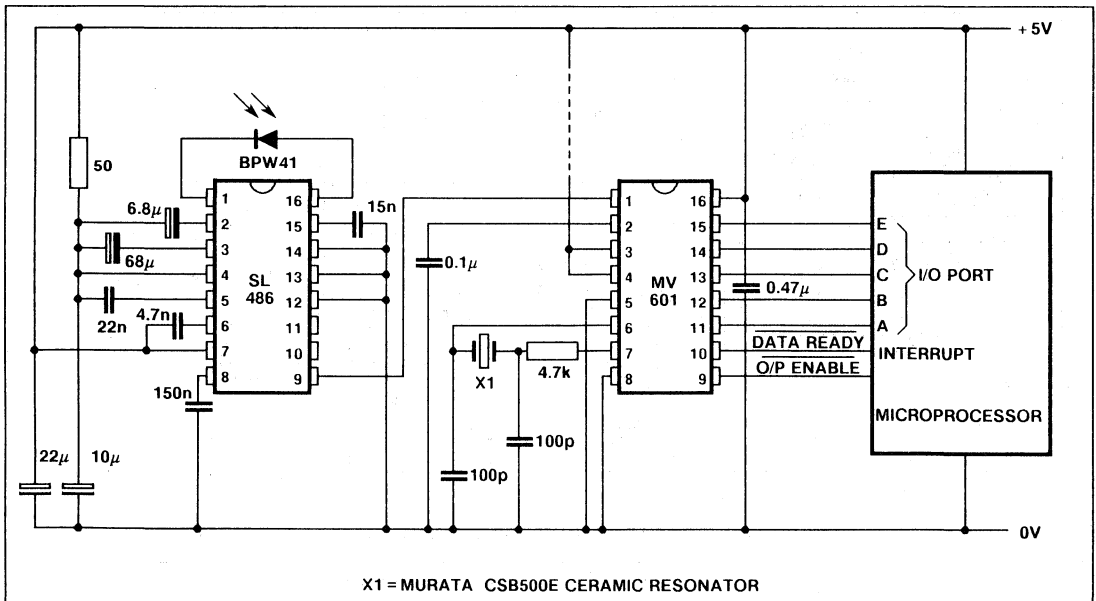 + 5V
50
BPW41
6.8μ
68μ
22n
4.7n
150n
22μ
10μ
15n
1 16
2 15
3 14
4 13
5 12
6 11
7 10
8 9
SL
486
0.1μ
X1
4.7k
100p
100p
1 16
2 15
3 14
4 13
5 12
6 11
7 10
8 9
MV
601
0.47μ
E
D
C
B
A
I/O PORT
DATA READY
INTERRUPT
O/P ENABLE
MICROPROCESSOR
0V
X1 = MURATA CSB500E CERAMIC RESONATOR